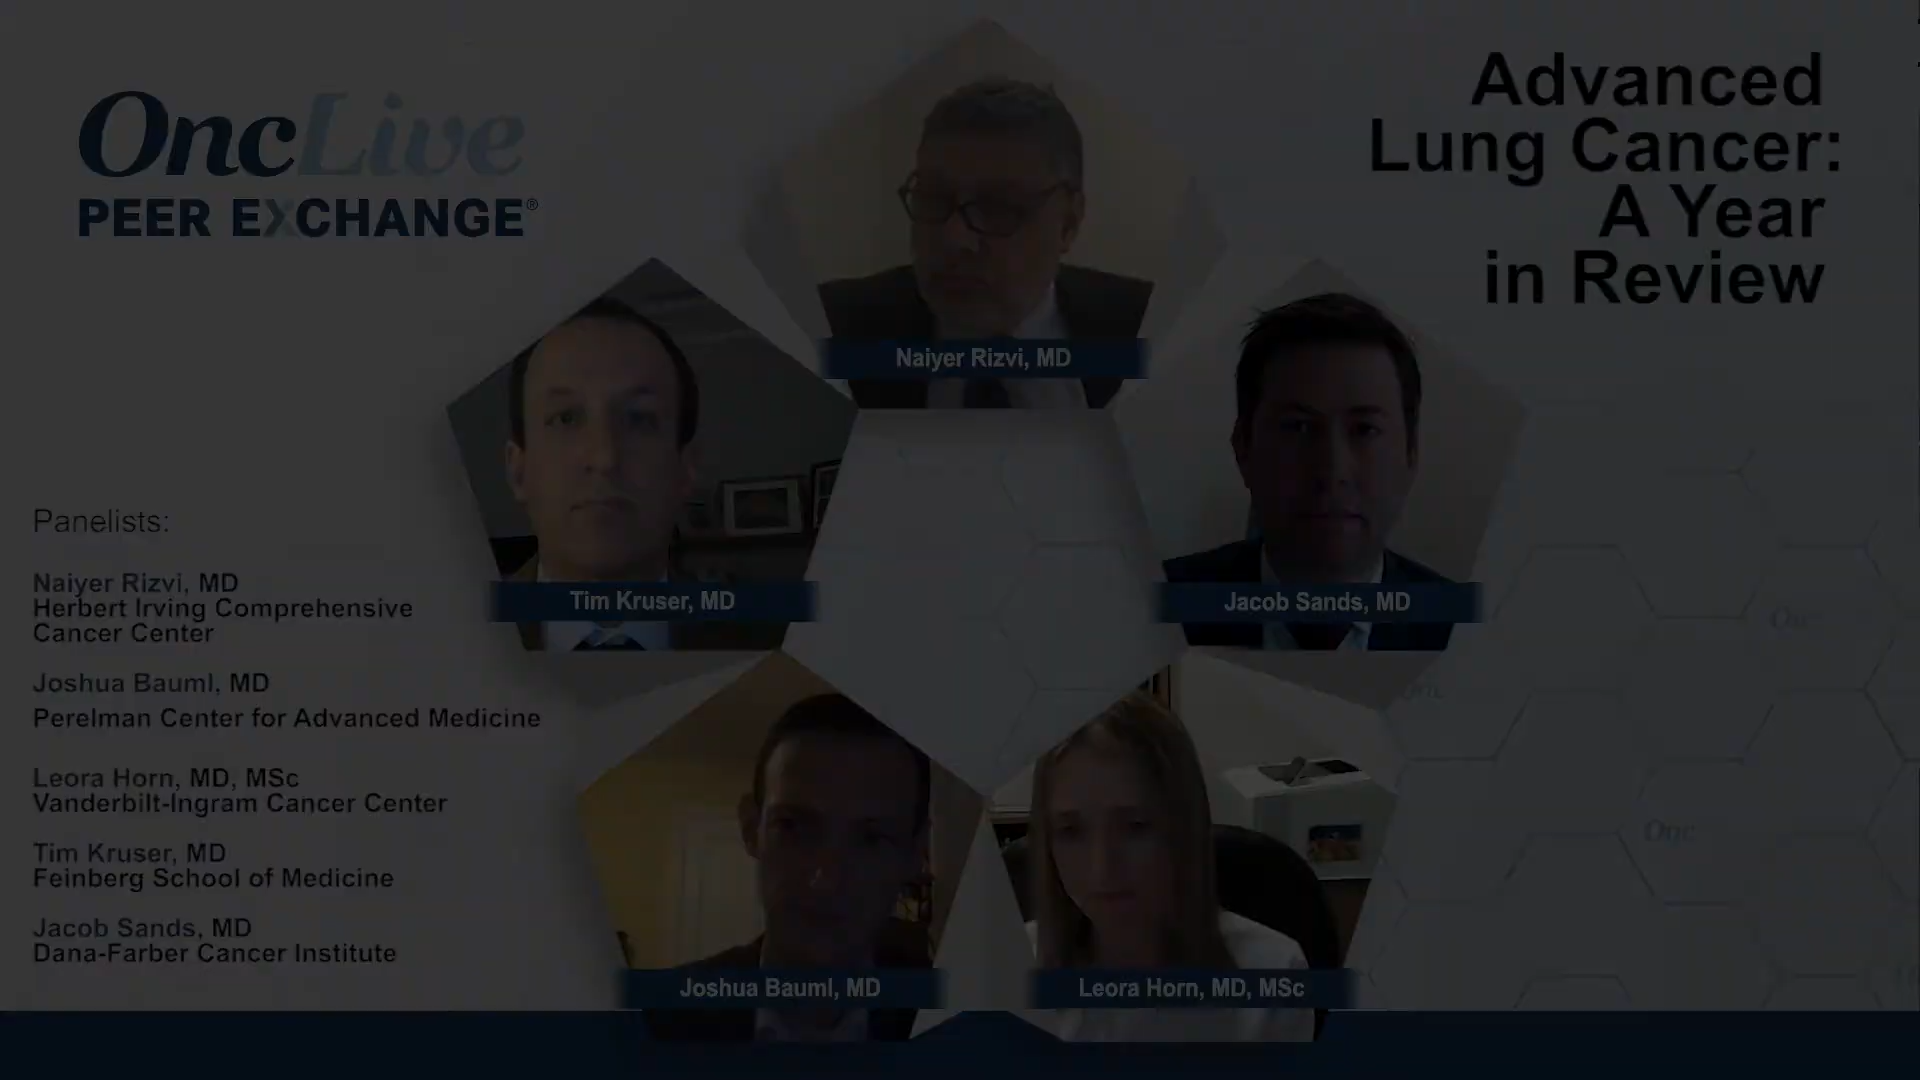 OncLive
PEER EXCHANGE®
Advanced
Lung Cancer:
A Year
in Review
Naiyer Rizvi, MD
Tim Kruser, MD
Jacob Sands, MD
Joshua Bauml, MD
Leora Horn, MD, MSc
Panelists:
Naiyer Rizvi, MD
Herbert Irving Comprehensive
Cancer Center
Joshua Bauml, MD
Perelman Center for Advanced Medicine
Leora Horn, MD, MSc
Vanderbilt-Ingram Cancer Center
Tim Kruser, MD
Feinberg School of Medicine
Jacob Sands, MD
Dana-Farber Cancer Institute
Onc
Onc